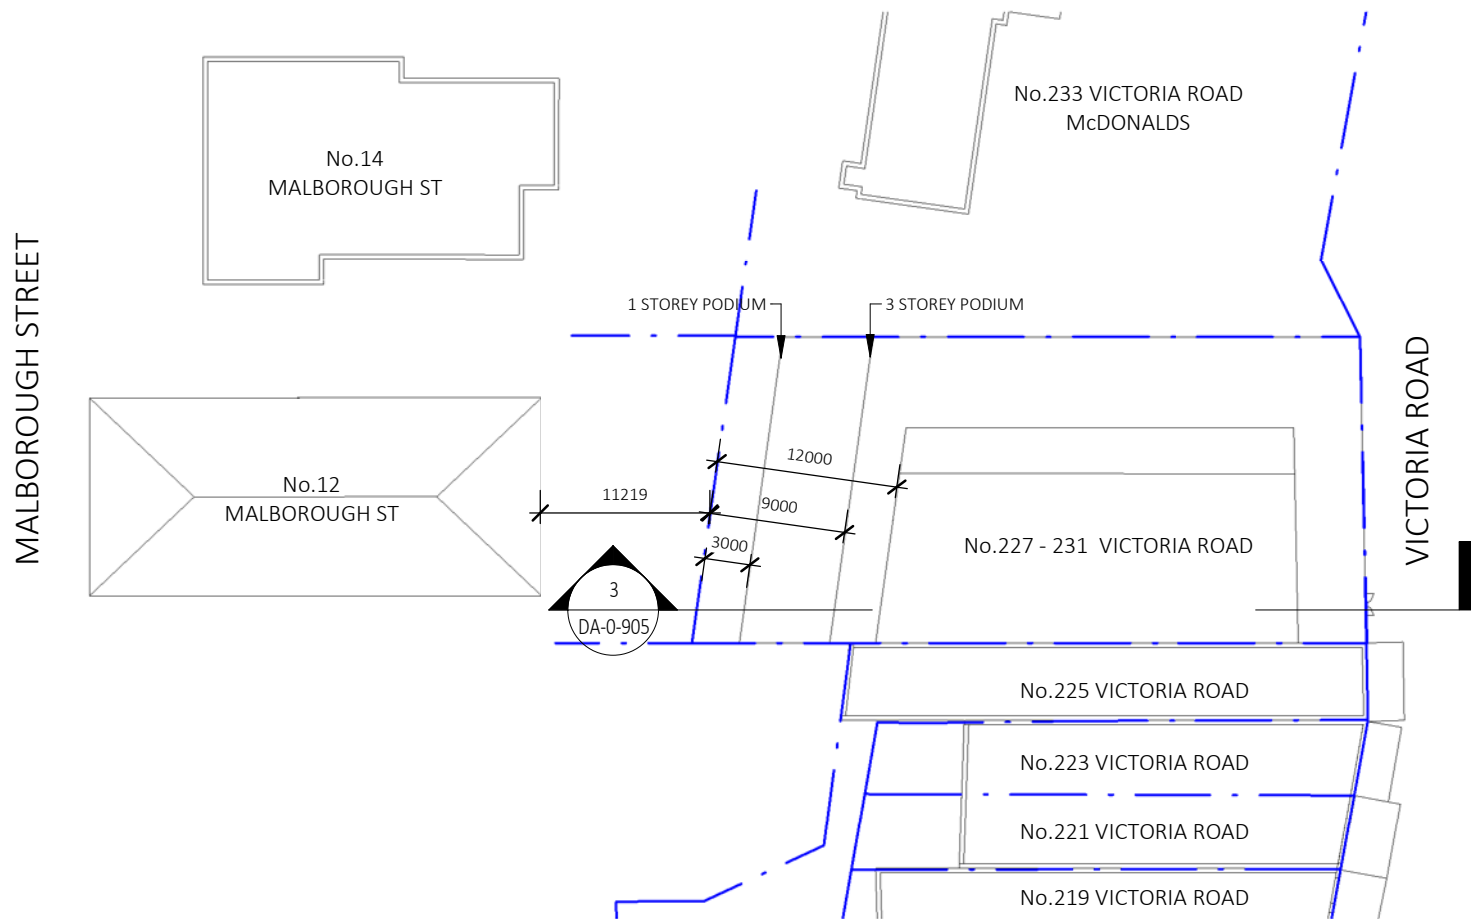 No.233 VICTORIA ROAD
McDONALDS
No.14
MALBOROUGH ST
MALBOROUGH STREET
1 STOREY PODIUM
3 STOREY PODIUM
VICTORIA ROAD
12000
No.12
MALBOROUGH ST
11219
9000
3000
No.227 - 231 VICTORIA ROAD
3
DA-0-905
No.225 VICTORIA ROAD
No.223 VICTORIA ROAD
No.221 VICTORIA ROAD
No.219 VICTORIA ROAD